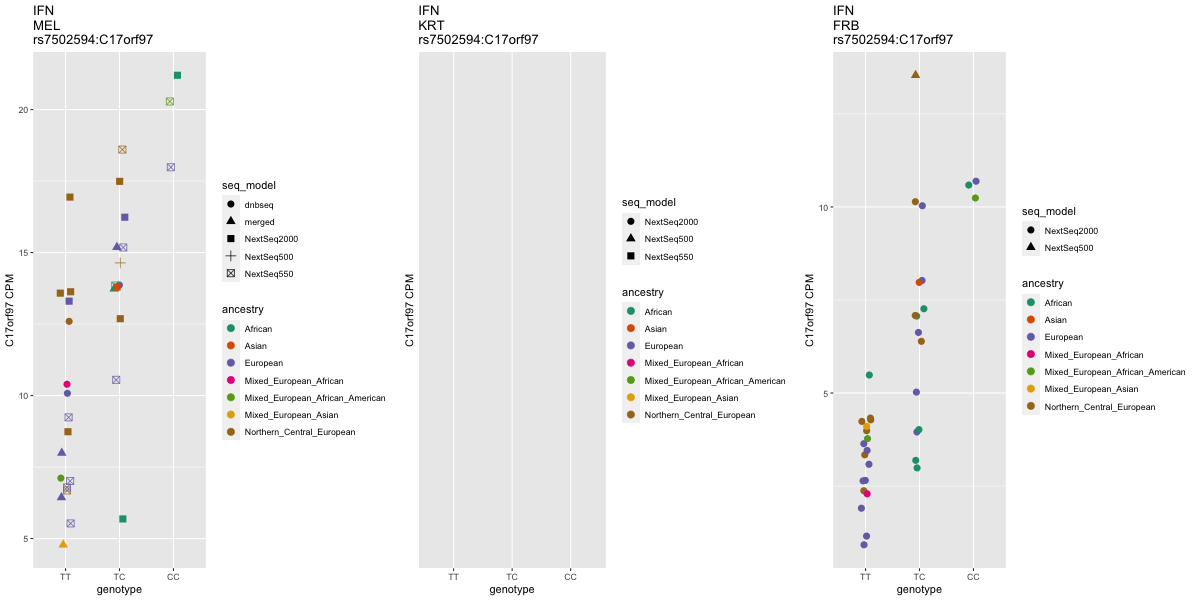 IFN
MEL
rs7502594:C17orf97
C17orf97 CPM
20
15
10
5
TT
TC
CC
genotype
seq_model
dnbseq
merged
NextSeq2000
NextSeq500
NextSeq550
ancestry
African
Asian
European
Mixed_European_African
Mixed_European_African_American
Mixed_European_Asian
Northern_Central_European
IFN
KRT
rs7502594:C17orf97
C17orf97 CPM
TT
TC
CC
genotype
seq_model
NextSeq2000
NextSeq500
NextSeq550
ancestry
African
Asian
European
Mixed_European_African
Mixed_European_African_American
Mixed_European_Asian
Northern_Central_European
IFN
FRB
rs7502594:C17orf97
C17orf97 CPM
10
5
TT
TC
CC
genotype
seq_model
NextSeq2000
NextSeq500
ancestry
African
Asian
European
Mixed_European_African
Mixed_European_African_American
Mixed_European_Asian
Northern_Central_European